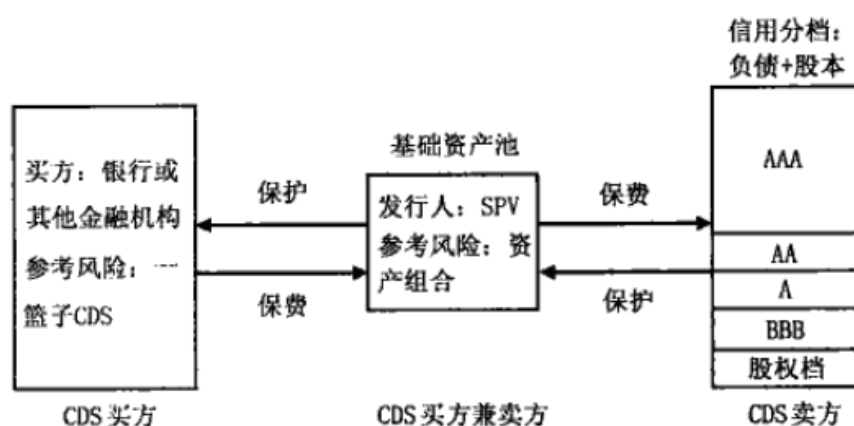 信用分档：
负债+股本
买方：银行或
其他金融机构
参考风险：一
篮子CDS
保护
保费
基础资产池
发行人：SPV
参考风险：资
产组合
保费
保护
AAA
AA
A
BBB
股权档
CDS买方
CDS买方兼卖方
CDS卖方